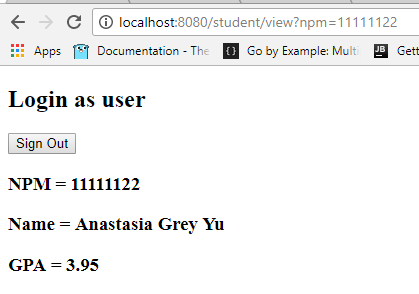 localhost:8080/student/view?npm=11111122
Apps Documentation - The Go by Example: Multi Gett
Login as user
Sign Out
NPM = 11111122
Name = Anastasia Grey Yu
GPA = 3.95